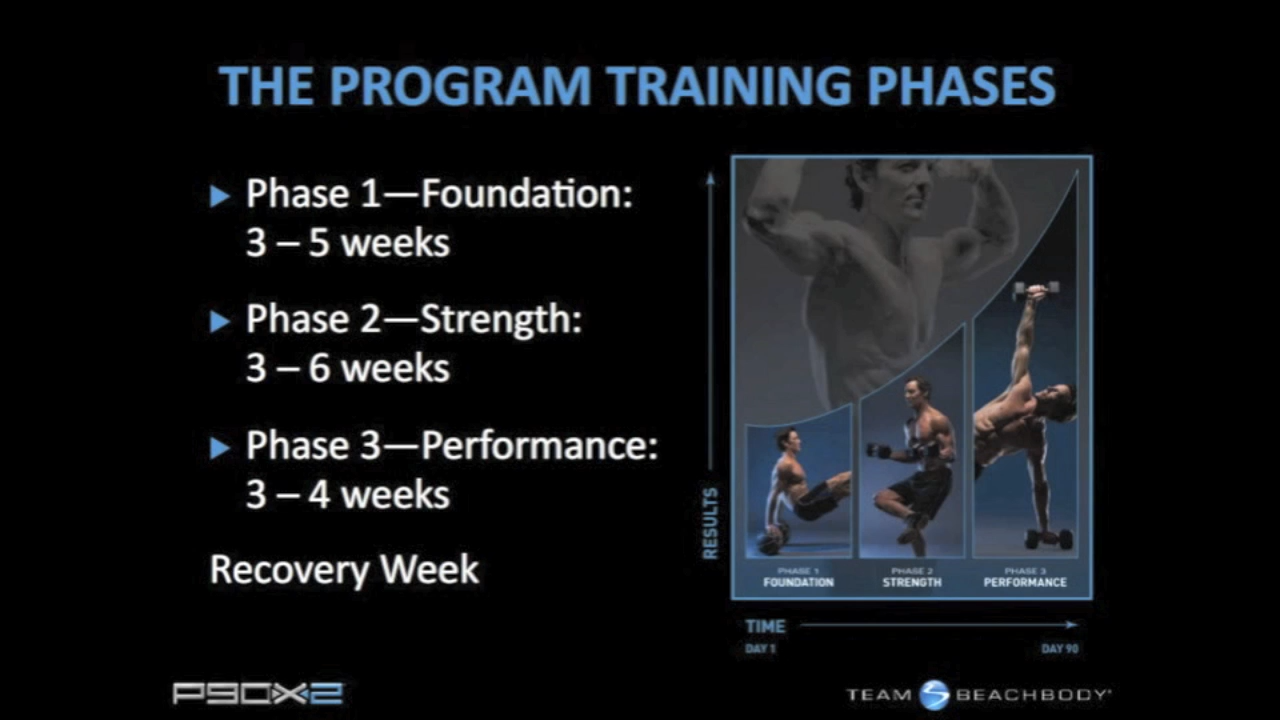 THE PROGRAM TRAINING PHASES
Phase 1—Foundation:
3 – 5 weeks
Phase 2—Strength:
3 – 6 weeks
Phase 3—Performance:
3 – 4 weeks
Recovery Week
RESULTS
PHASE 1
FOUNDATION
PHASE 2
STRENGTH
PHASE 3
PERFORMANCE
TIME
DAY 1
DAY 90
P90X2
TEAM BEACHBODY